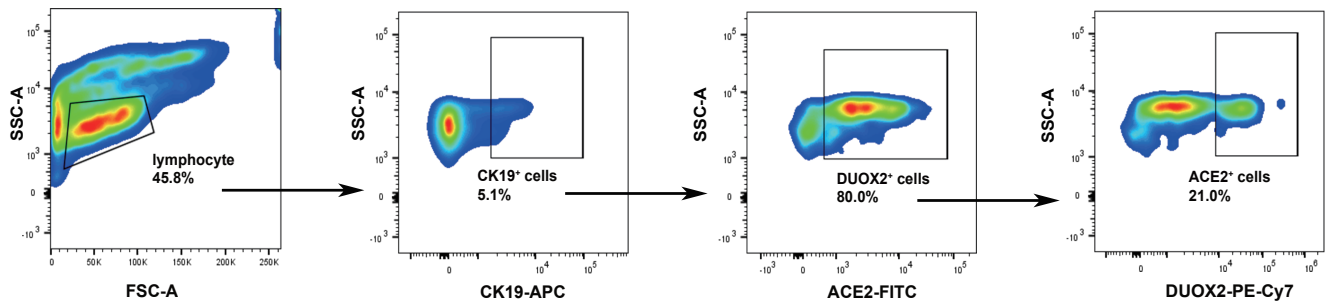 SSC-A
10⁵
10⁴
10³
0
-10³
lymphocyte
45.8%
0
50K
100K
150K
200K
250K
FSC-A
SSC-A
10⁵
10⁴
10³
0
-10³
CK19⁺ cells
5.1%
0
10⁴
10⁵
CK19-APC
SSC-A
10⁵
10⁴
10³
0
-10³
DUOX2⁺ cells
80.0%
-10³
0
10³
10⁴
10⁵
ACE2-FITC
SSC-A
10⁵
10⁴
10³
0
-10³
ACE2⁺ cells
21.0%
0
10⁴
10⁵
10⁶
DUOX2-PE-Cy7